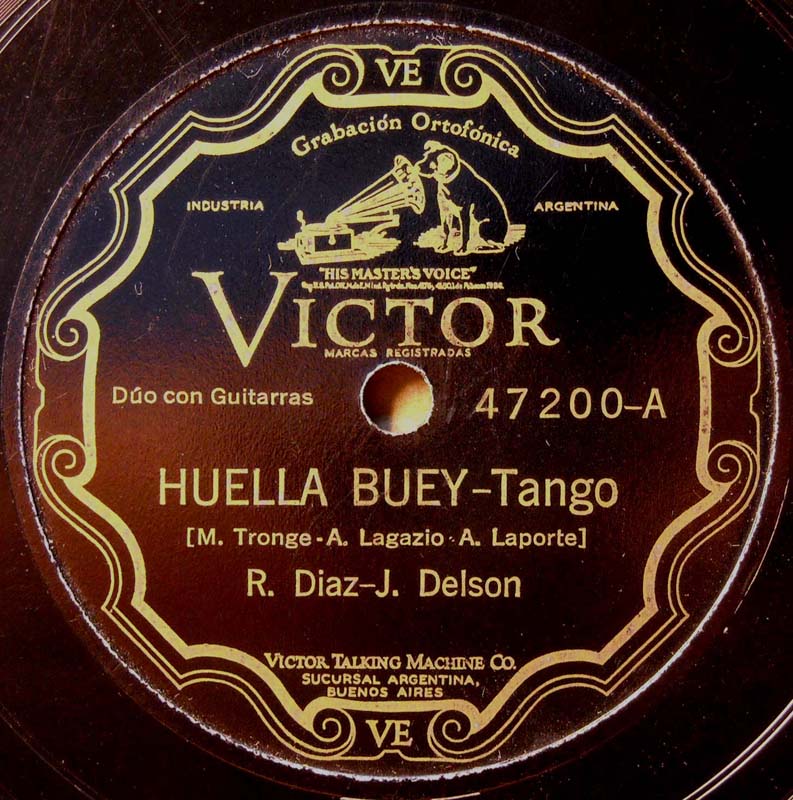 VE
Grabación Ortofónica
INDUSTRIA ARGENTINA
"HIS MASTER'S VOICE"
VICTOR
MARCAS REGISTRADAS
Dúo con Guitarras 47200-A
HUELLA BUEY-Tango
[M. Tronge-A. Lagazio-A. Laporte]
R. Diaz-J. Delson
VICTOR TALKING MACHINE CO.
SUCURSAL ARGENTINA,
BUENOS AIRES
VE